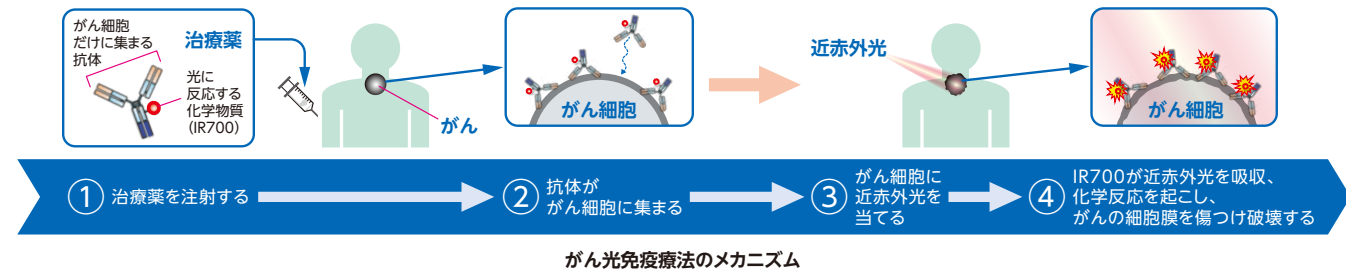 がん細胞
だけに集まる
抗体
治療薬
光に
反応する
化学物質
(IR700)
がん
がん細胞
近赤外光
がん細胞
① 治療薬を注射する
② 抗体が
がん細胞に集まる
③ がん細胞に
近赤外光を
当てる
④ IR700が近赤外光を吸収、
化学反応を起こし、
がんの細胞膜を傷つけ破壊する
がん光免疫療法のメカニズム